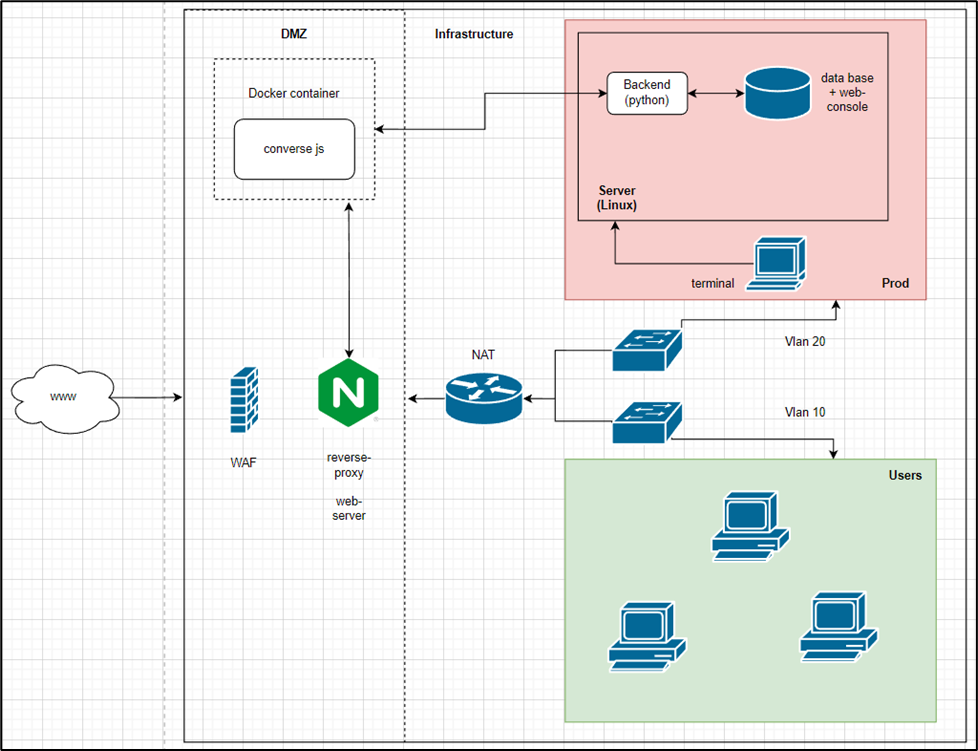 DMZ
Infrastructure
Docker container
converse js
Backend
(python)
data base
+ web-
console
Server
(Linux)
terminal
Prod
NAT
Vlan 20
www
N
WAF
reverse-
proxy
web-
server
Vlan 10
Users